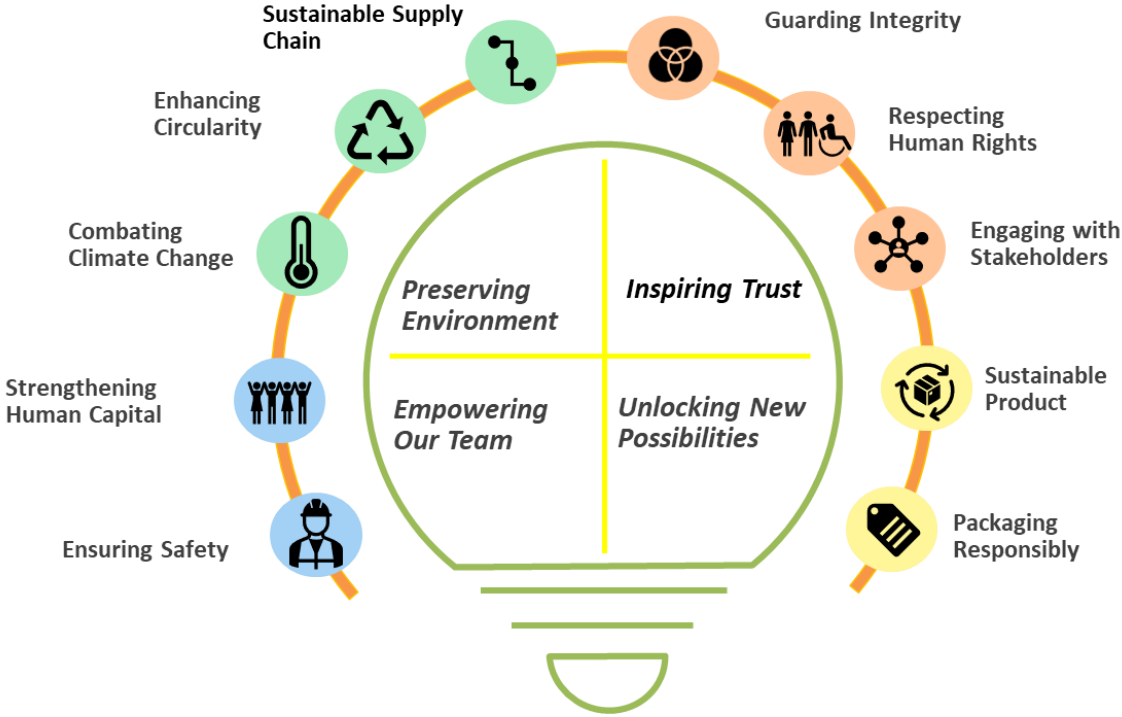 Sustainable Supply
Chain
Guarding Integrity
Enhancing
Circularity
Respecting
Human Rights
Combating
Climate Change
Engaging with
Stakeholders
Preserving
Environment
Inspiring Trust
Strengthening
Human Capital
Empowering
Our Team
Unlocking New
Possibilities
Sustainable
Product
Ensuring Safety
Packaging
Responsibly